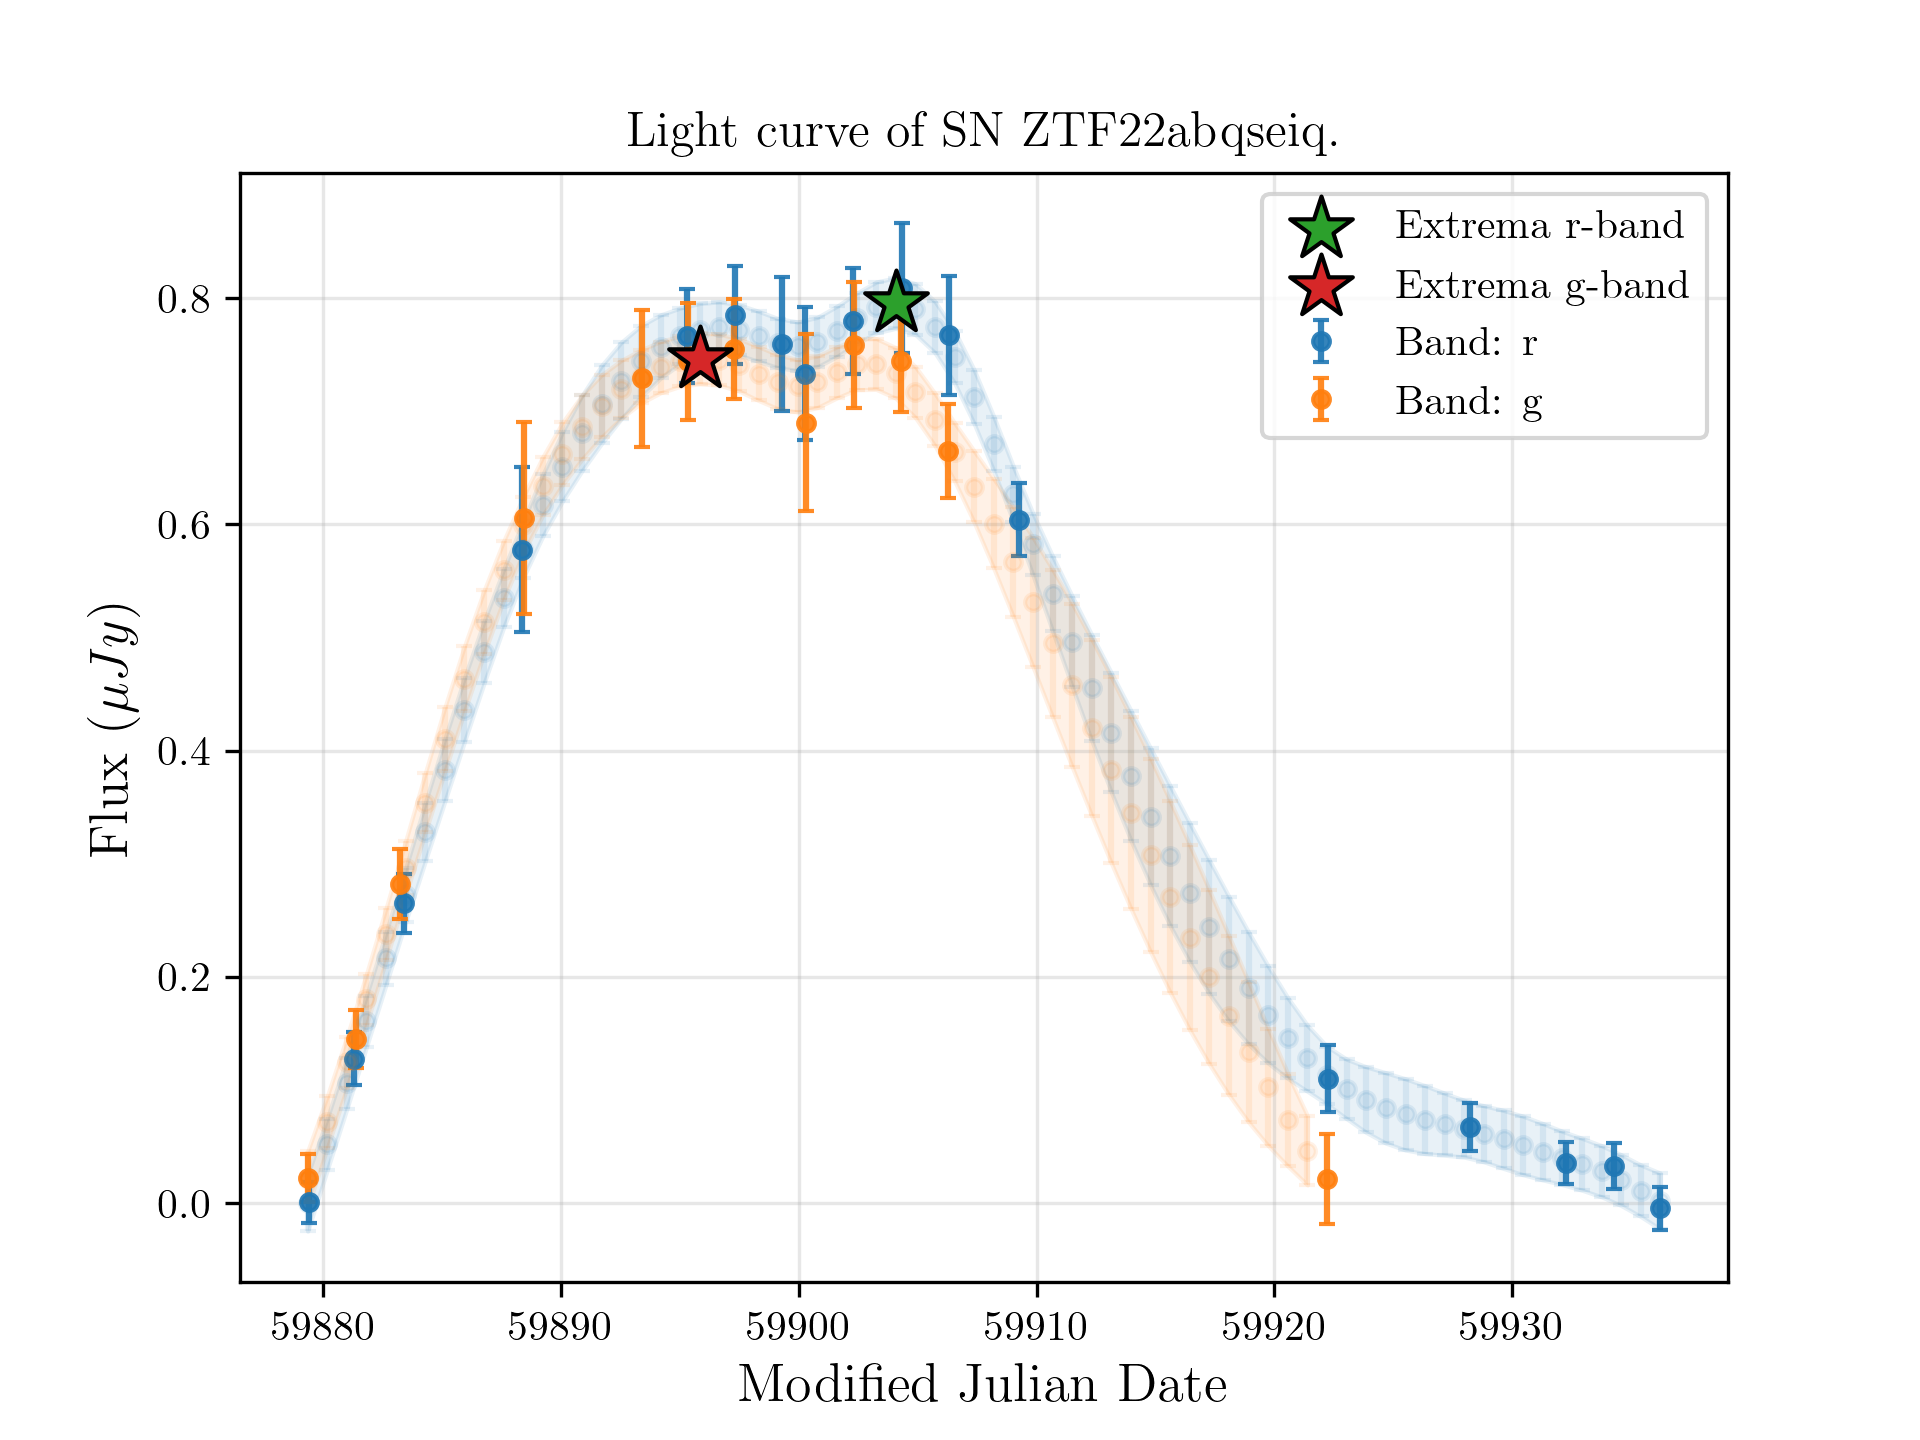 Light curve of SN ZTF22abqseiq.
Extrema r-band
Extrema g-band
Band: r
Band: g
Flux (μJy)
0.8
0.6
0.4
0.2
0.0
59880 59890 59900 59910 59920 59930
Modified Julian Date